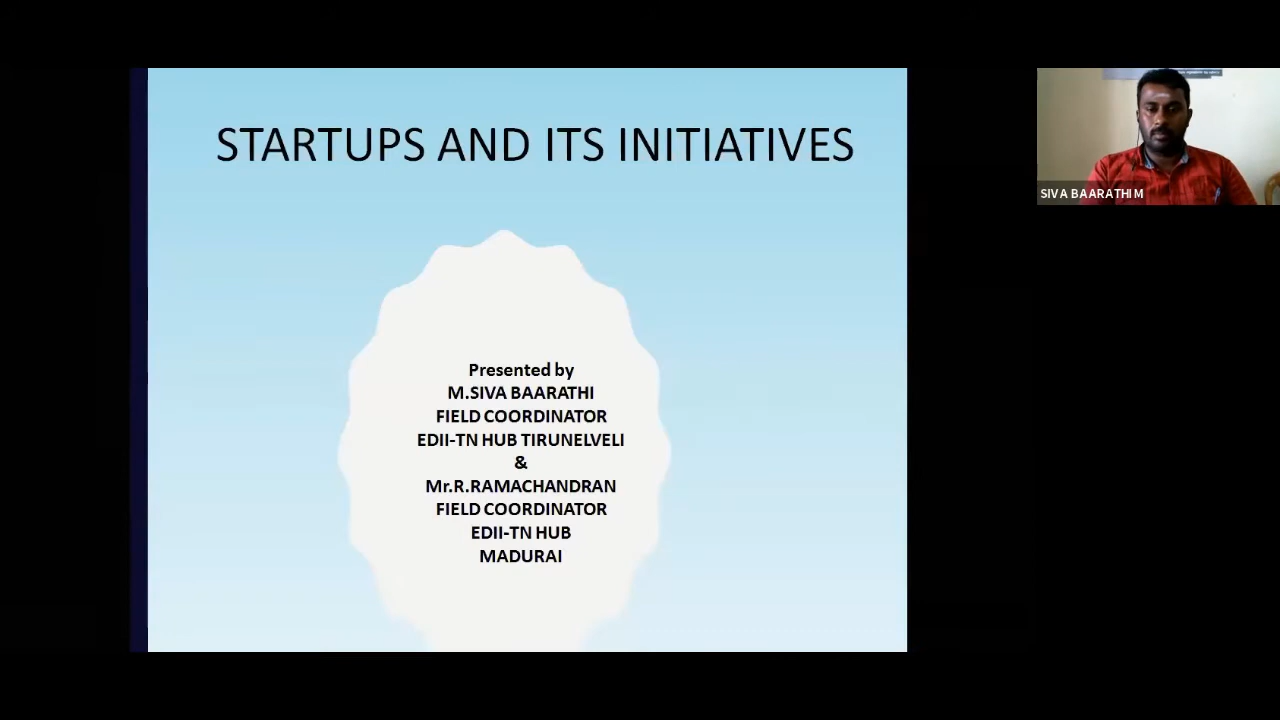 STARTUPS AND ITS INITIATIVES
Presented by
M.SIVA BAARATHI
FIELD COORDINATOR
EDII-TN HUB TIRUNELVELI
&
Mr.R.RAMACHANDRAN
FIELD COORDINATOR
EDII-TN HUB
MADURAI
SIVA BAARATHI M